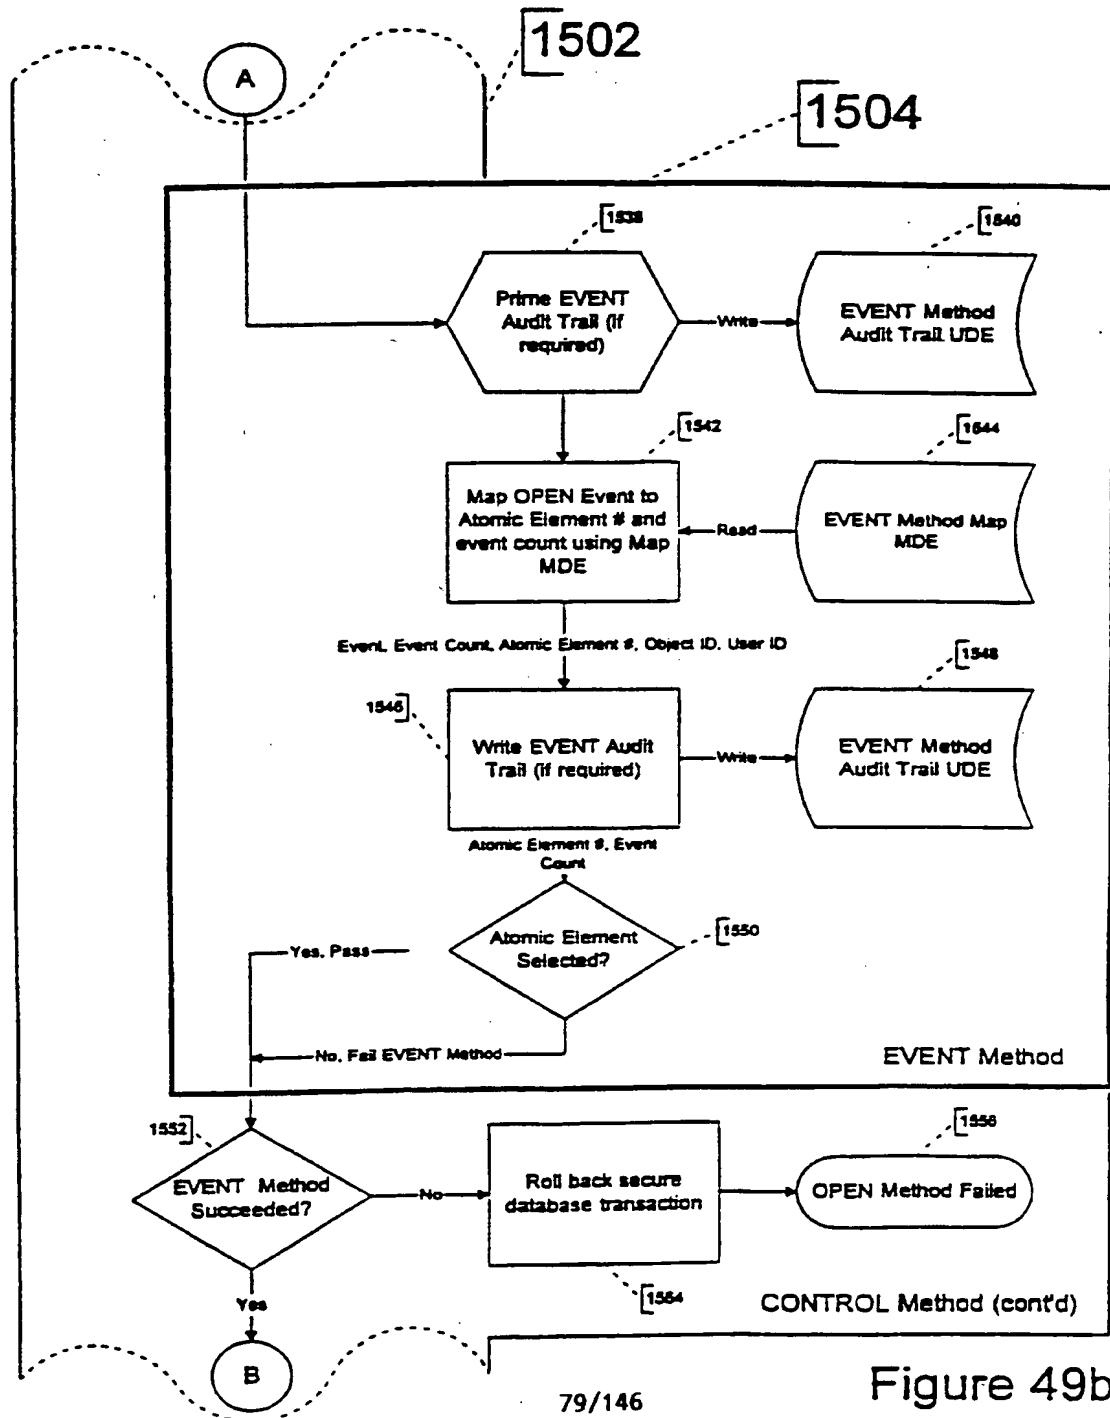 1502
A
1504
1538
1540
Prime EVENT
Audit Trail (if
required)
Write
EVENT Method
Audit Trail UDE
1542
1544
Map OPEN Event to
Atomic Element # and
event count using Map
MDE
Read
EVENT Method Map
MDE
Event, Event Count, Atomic Element #, Object ID, User ID
1548
1546
Write EVENT Audit
Trail (if required)
Write
EVENT Method
Audit Trail UDE
Atomic Element #, Event
Count
Atomic Element
Selected?
1550
Yes, Pass
No, Fail EVENT Method
EVENT Method
1552
1556
EVENT Method
Succeeded?
No
Roll back secure
database transaction
OPEN Method Failed
1554
Yes
CONTROL Method (cont'd)
B
79/146
Figure 49b